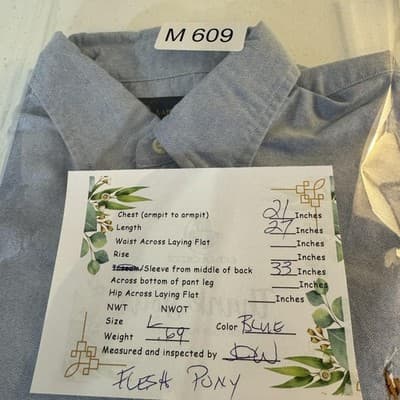 M 609
Chest (armpit to armpit) 21 Inches
Length 27 Inches
Waist Across Laying Flat Inches
Rise Inches
/Sleeve from middle of back 33 Inches
Across bottom of pant leg Inches
Hip Across Laying Flat Inches
NWT NWOT
Size L Color BLUE
Weight .69
Measured and inspected by DW
FLESH PONY